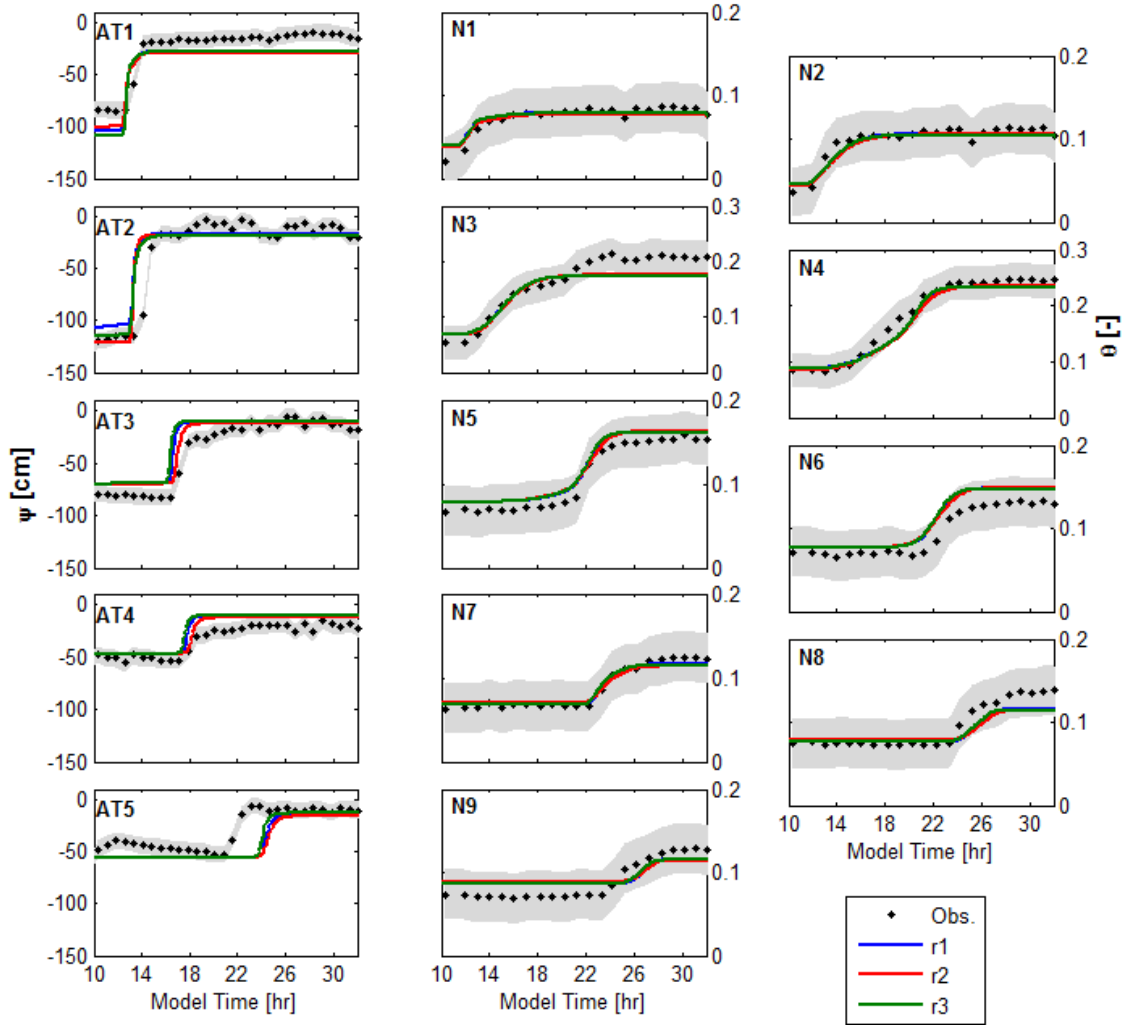 AT1
0
-50
-100
-150
N1
0.2
0.1
0
N2
0.2
0.1
0
AT2
0
-50
-100
-150
N3
0.3
0.2
0.1
0
N4
0.3
0.2
0.1
0
θ [-]
AT3
0
-50
-100
-150
ψ [cm]
N5
0.2
0.1
0
N6
0.2
0.1
0
AT4
0
-50
-100
-150
N7
0.2
0.1
0
N8
0.2
0.1
0
10 14 18 22 26 30
Model Time [hr]
AT5
0
-50
-100
-150
10 14 18 22 26 30
Model Time [hr]
N9
0.2
0.1
0
10 14 18 22 26 30
Model Time [hr]
Obs.
r1
r2
r3